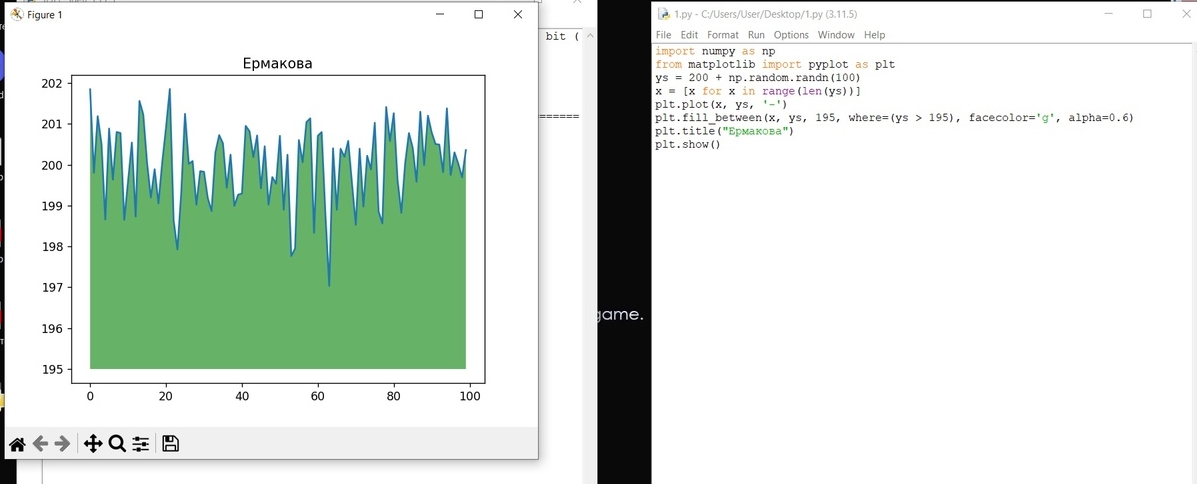 Figure 1
Ермакова
202
201
200
199
198
197
196
195
0 20 40 60 80 100
bit (
======
game.
1.py - C:/Users/User/Desktop/1.py (3.11.5)
File Edit Format Run Options Window Help
import numpy as np
from matplotlib import pyplot as plt
ys = 200 + np.random.randn(100)
x = [x for x in range(len(ys))]
plt.plot(x, ys, '-')
plt.fill_between(x, ys, 195, where=(ys > 195), facecolor='g', alpha=0.6)
plt.title("Ермакова")
plt.show()